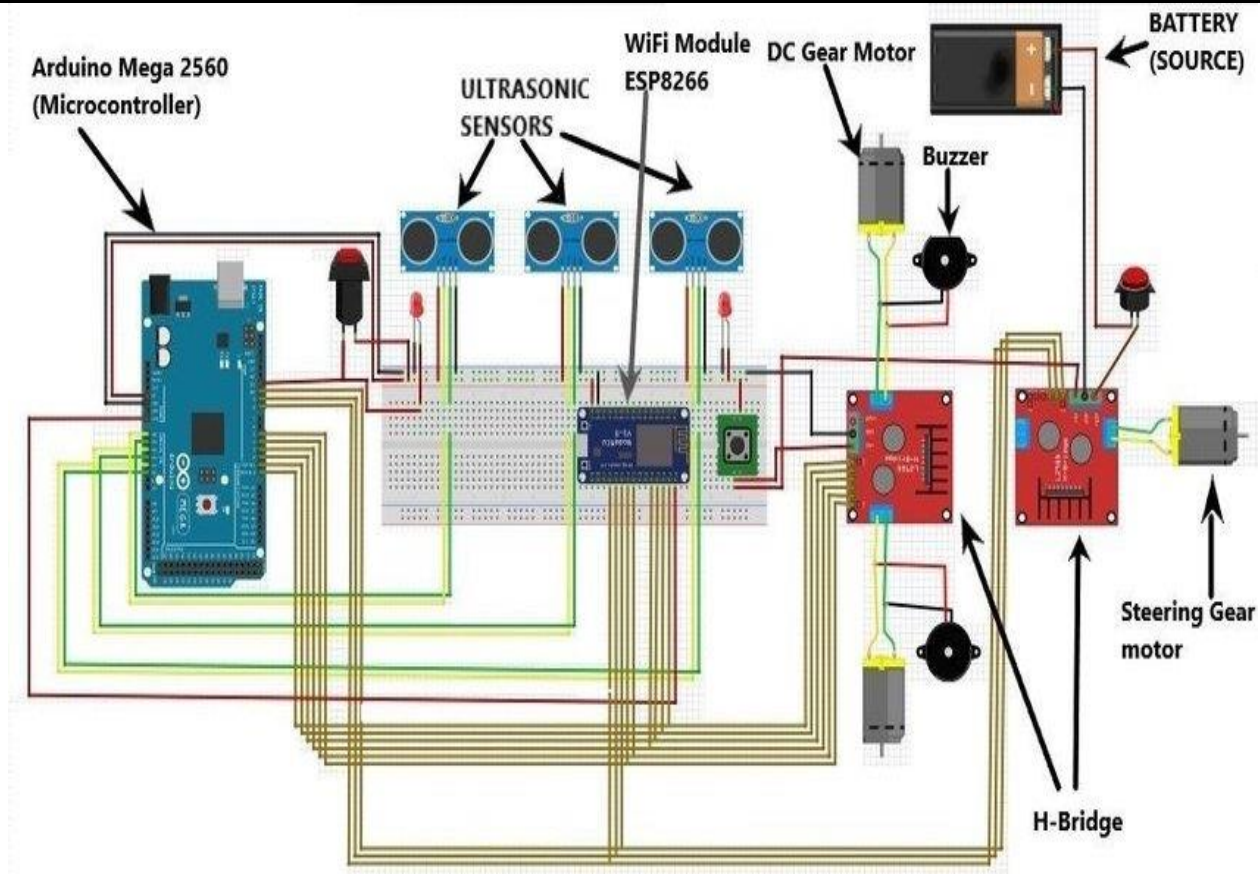 Arduino Mega 2560
(Microcontroller)
ULTRASONIC
SENSORS
WiFi Module
ESP8266
DC Gear Motor
Buzzer
BATTERY
(SOURCE)
Steering Gear
motor
H-Bridge